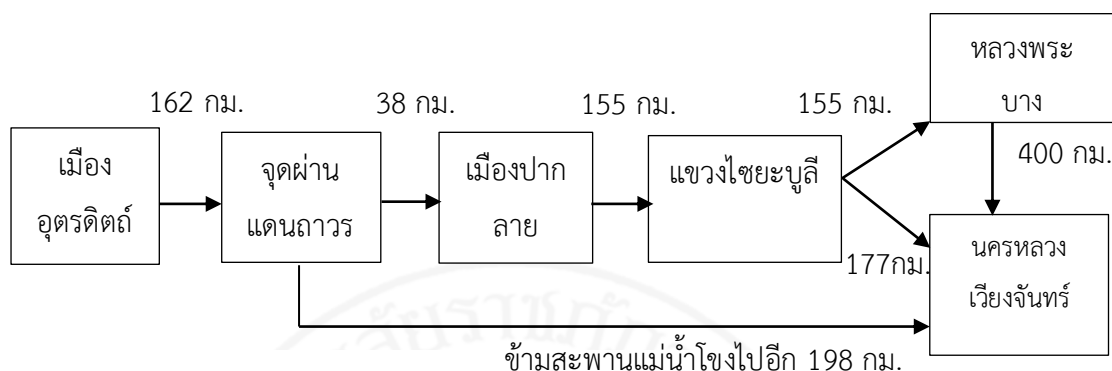 หลวงพระ
บาง
162 กม.
38 กม.
155 กม.
155 กม.
เมือง
อุตรดิตถ์
จุดผ่าน
แดนถาวร
เมืองปาก
ลาย
แขวงไซยะบูลี
400 กม.
177กม.
นครหลวง
เวียงจันทร์
ข้ามสะพานแม่น้ำโขงไปอีก 198 กม.